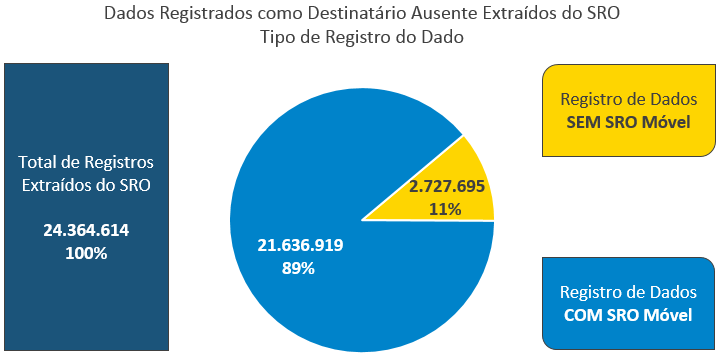 Dados Registrados como Destinatário Ausente Extraídos do SRO
Tipo de Registro do Dado
Total de Registros
Extraídos do SRO
24.364.614
100%
2.727.695
11%
21.636.919
89%
Registro de Dados
SEM SRO Móvel
Registro de Dados
COM SRO Móvel